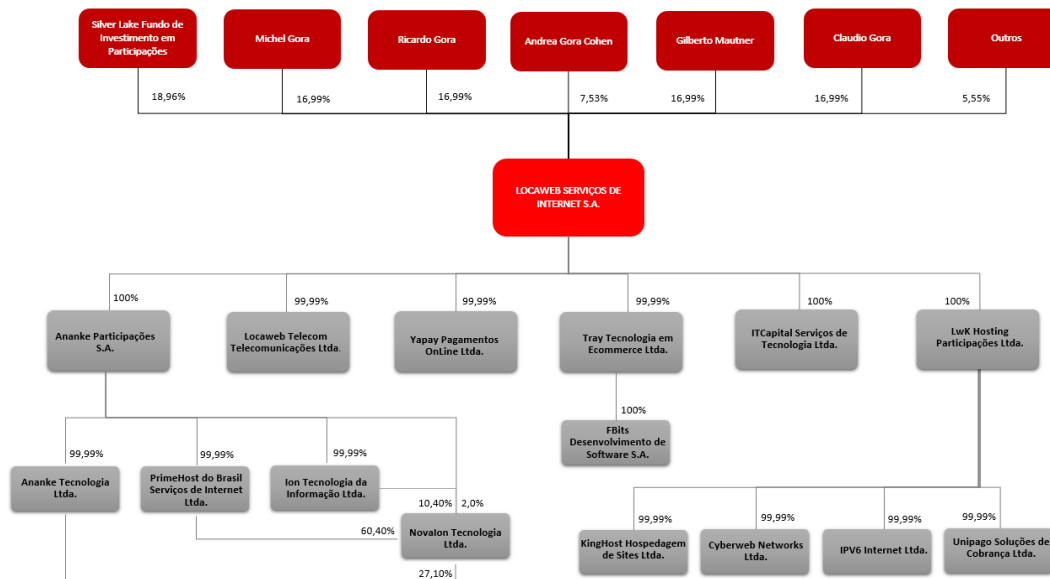 Silver Lake Fundo de
Investimento em
Participações
Michel Gora
Ricardo Gora
Andrea Gora Cohen
Gilberto Mautner
Claudio Gora
Outros
18,96%
16,99%
16,99%
7,53%
16,99%
16,99%
5,55%
LOCAWEB SERVIÇOS DE
INTERNET S.A.
100%
99,99%
99,99%
99,99%
100%
100%
Ananke Participações
S.A.
Locaweb Telecom
Telecomunicações Ltda.
Yapay Pagamentos
OnLine Ltda.
Tray Tecnologia em
Ecommerce Ltda.
ITCapital Serviços de
Tecnologia Ltda.
LwK Hosting
Participações Ltda.
100%
FBits
Desenvolvimento de
Software S.A.
99,99%
99,99%
99,99%
Ananke Tecnologia
Ltda.
PrimeHost do Brasil
Serviços de Internet
Ltda.
Ion Tecnologia da
Informação Ltda.
10,40%
2,0%
60,40%
NovaIon Tecnologia
Ltda.
27,10%
99,99%
99,99%
99,99%
99,99%
KingHost Hospedagem
de Sites Ltda.
Cyberweb Networks
Ltda.
IPV6 Internet Ltda.
Unipago Soluções de
Cobrança Ltda.